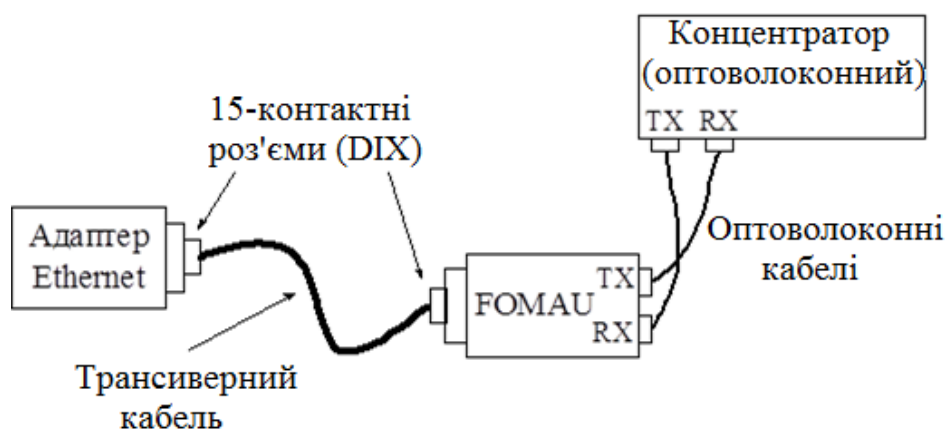 Концентратор
(оптоволоконний)
TX RX
15-контактні
роз'єми (DIX)
Адаптер
Ethernet
Оптоволоконні
кабелі
TX
FOMAU
RX
Трансиверний
кабель